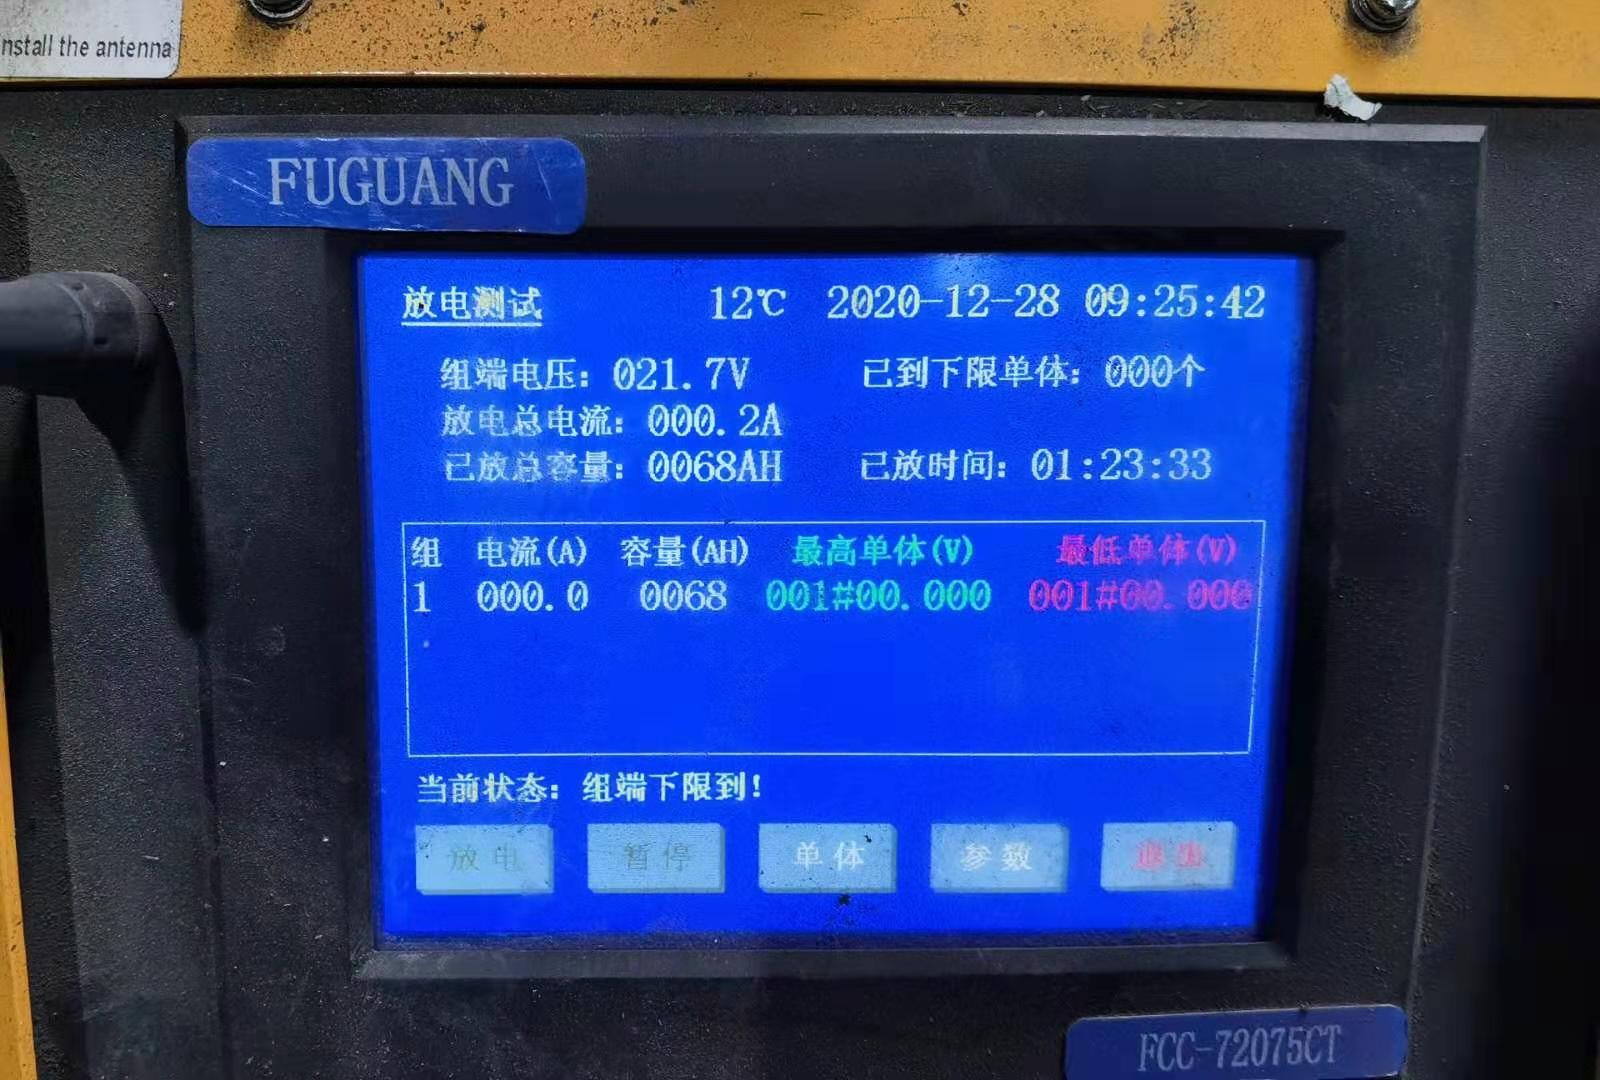 nstall the antenna
FUGUANG
放电测试 12℃ 2020-12-28 09:25:42
组端电压: 021.7V 已到下限单体: 000个
放电总电流: 000.2A
已放总容量: 0068AH 已放时间: 01:23:33
组 电流(A) 容量(AH) 最高单体(V) 最低单体(V)
1 000.0 0068 001#00.000 001#00.000
当前状态: 组端下限到!
放电 暂停 单体 参数 退出
FCC-72075CT